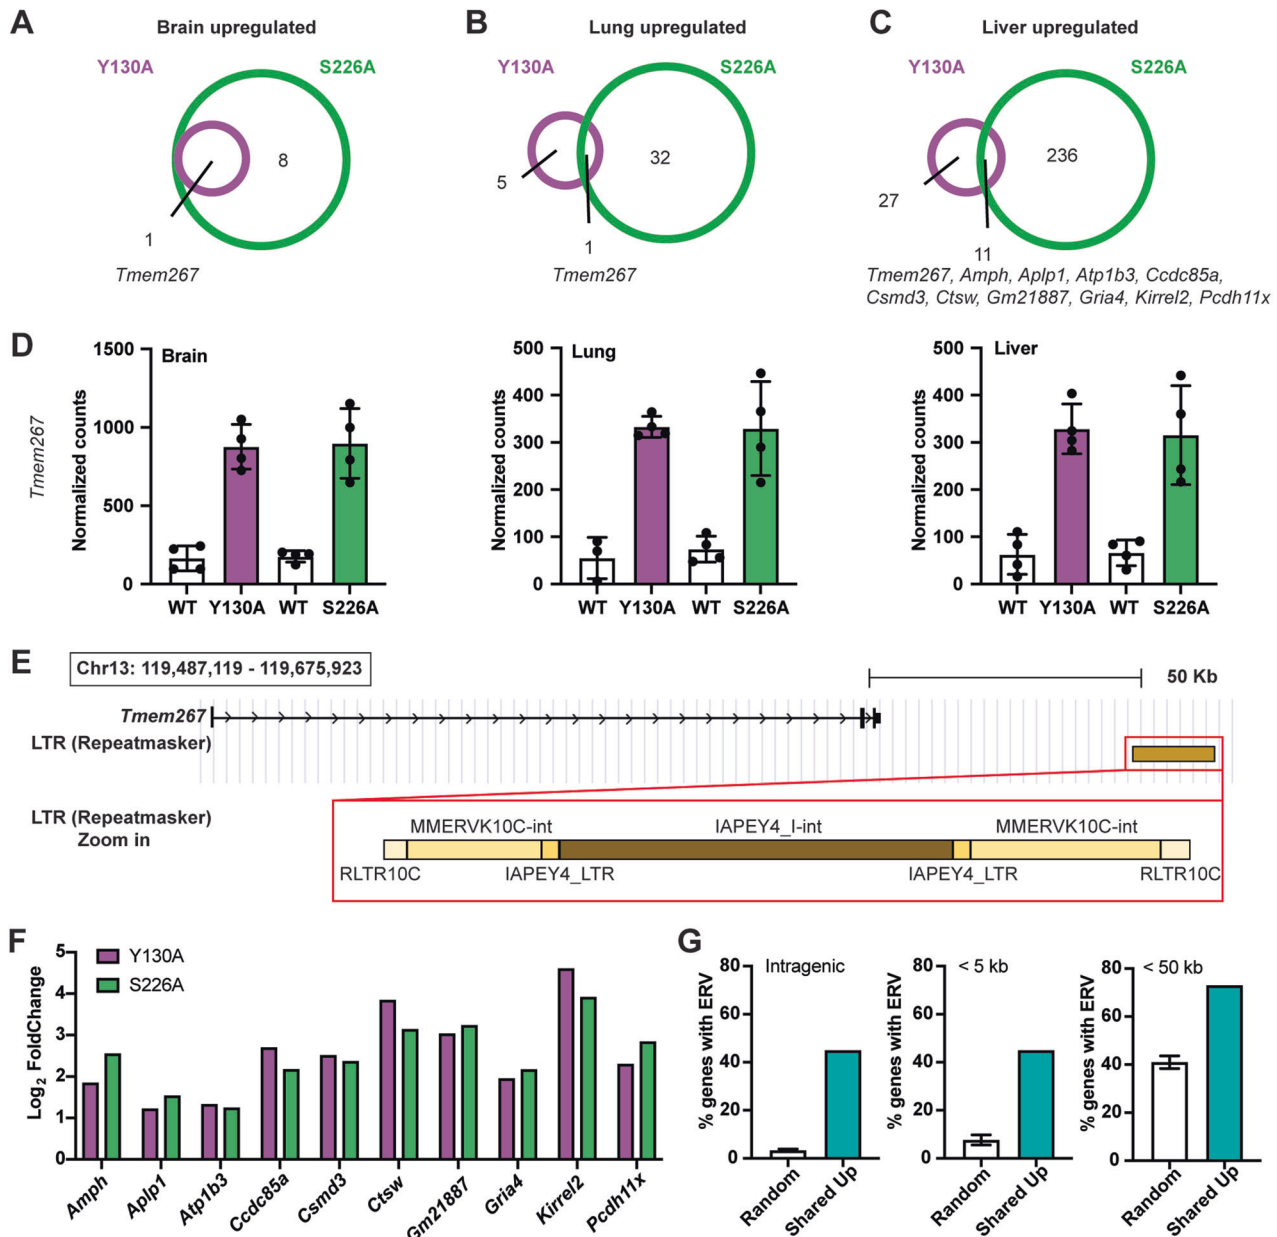 A
Brain upregulated
Y130A
S226A
8
1
Tmem267
B
Lung upregulated
Y130A
S226A
32
5
1
Tmem267
C
Liver upregulated
Y130A
S226A
236
27
11
Tmem267, Amph, Aplp1, Atp1b3, Ccdc85a,
Csmd3, Ctsw, Gm21887, Gria4, Kirrel2, Pcdh11x
D
Tmem267
Brain
Normalized counts
1500
1000
500
0
WT Y130A WT S226A
Lung
Normalized counts
500
400
300
200
100
0
WT Y130A WT S226A
Liver
Normalized counts
500
400
300
200
100
0
WT Y130A WT S226A
E
Chr13: 119,487,119 - 119,675,923
50 Kb
Tmem267
LTR (Repeatmasker)
LTR (Repeatmasker)
Zoom in
MMERVK10C-int IAPEY4_I-int MMERVK10C-int
RLTR10C IAPEY4_LTR IAPEY4_LTR RLTR10C
F
Y130A
S226A
Log2 FoldChange
5
4
3
2
1
0
Amph
Aplp1
Atp1b3
Ccdc85a
Csmd3
Ctsw
Gm21887
Gria4
Kirrel2
Pcdh11x
G
Intragenic
% genes with ERV
80
60
40
20
0
Random
Shared Up
< 5 kb
% genes with ERV
80
60
40
20
0
Random
Shared Up
< 50 kb
% genes with ERV
80
60
40
20
0
Random
Shared Up